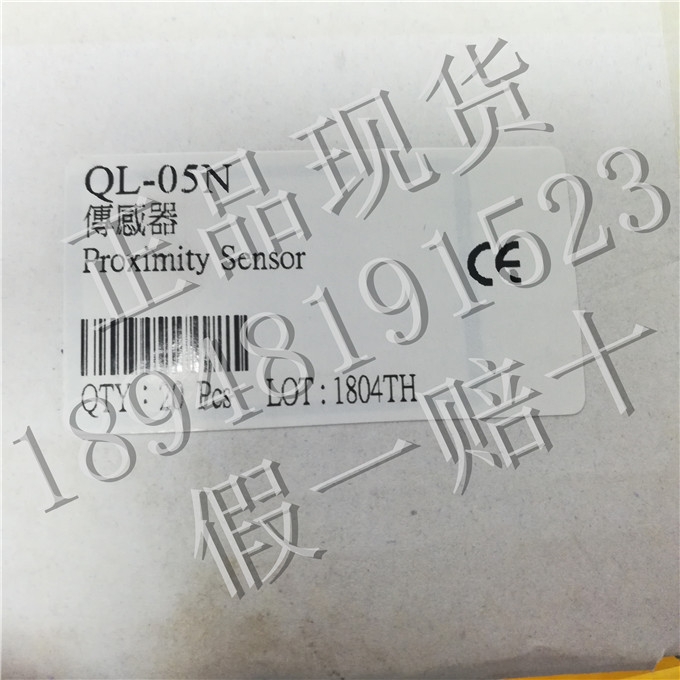 QL-05N
傳感器
Proximity Sensor
CE
QTY : 20 Pcs LOT : 1804TH
正品现货
18948191523
假一赔十